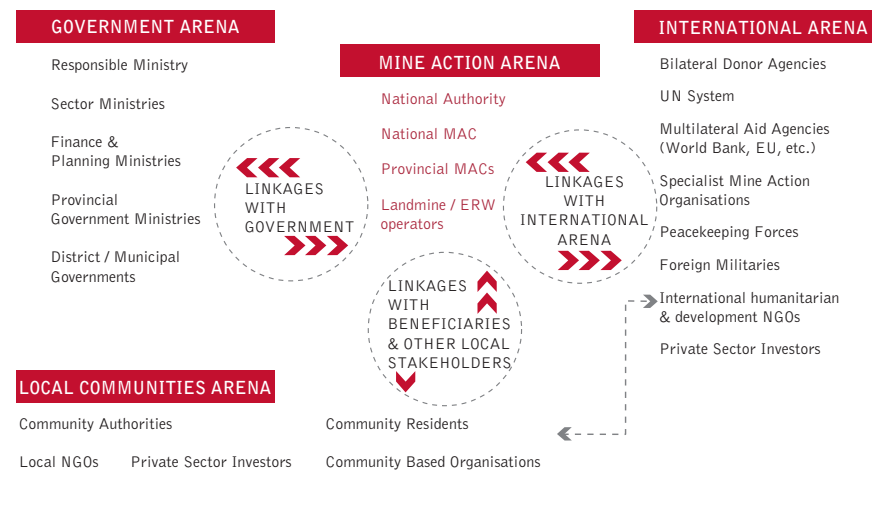 GOVERNMENT ARENA
Responsible Ministry
Sector Ministries
Finance &
Planning Ministries
Provincial
Government Ministries
District / Municipal
Governments
LINKAGES
WITH
GOVERNMENT
MINE ACTION ARENA
National Authority
National MAC
Provincial MACs
Landmine / ERW
operators
LINKAGES
WITH
INTERNATIONAL
ARENA
INTERNATIONAL ARENA
Bilateral Donor Agencies
UN System
Multilateral Aid Agencies
(World Bank, EU, etc.)
Specialist Mine Action
Organisations
Peacekeeping Forces
Foreign Militaries
International humanitarian
& development NGOs
Private Sector Investors
LINKAGES
WITH
BENEFICIARIES
& OTHER LOCAL
STAKEHOLDERS
LOCAL COMMUNITIES ARENA
Community Authorities
Community Residents
Local NGOs
Private Sector Investors
Community Based Organisations